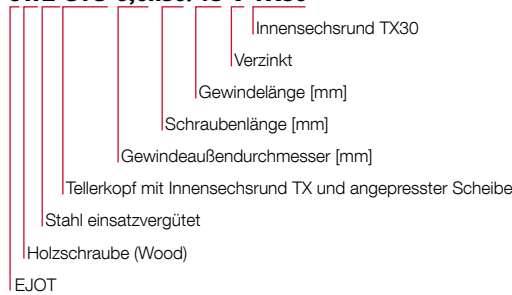 Innensechsrund TX30
Verzinkt
Gewindelänge [mm]
Schraubenlänge [mm]
Gewindeaußendurchmesser [mm]
Tellerkopf mit Innensechsrund TX und angepresster Scheibe
Stahl einsatzvergütet
Holzschraube (Wood)
EJOT